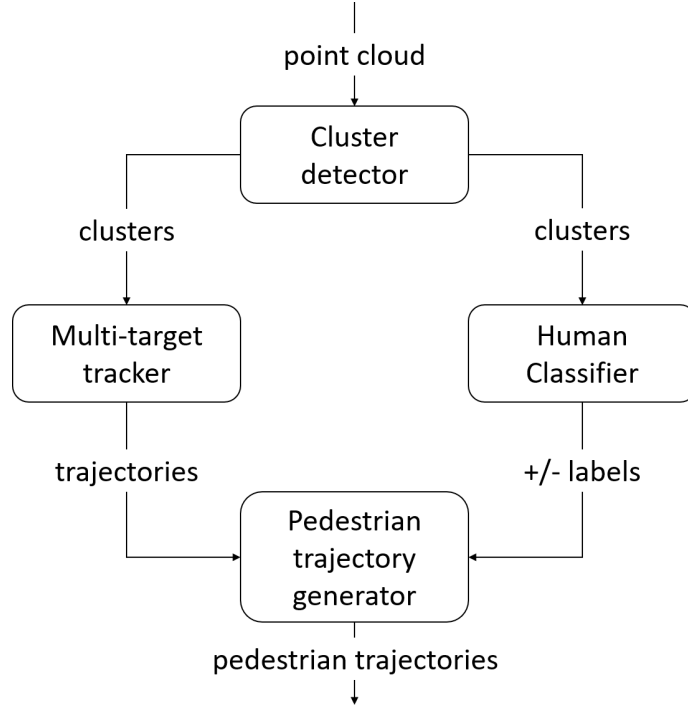 point cloud
Cluster
detector
clusters
clusters
Multi-target
tracker
Human
Classifier
trajectories
+/- labels
Pedestrian
trajectory
generator
pedestrian trajectories